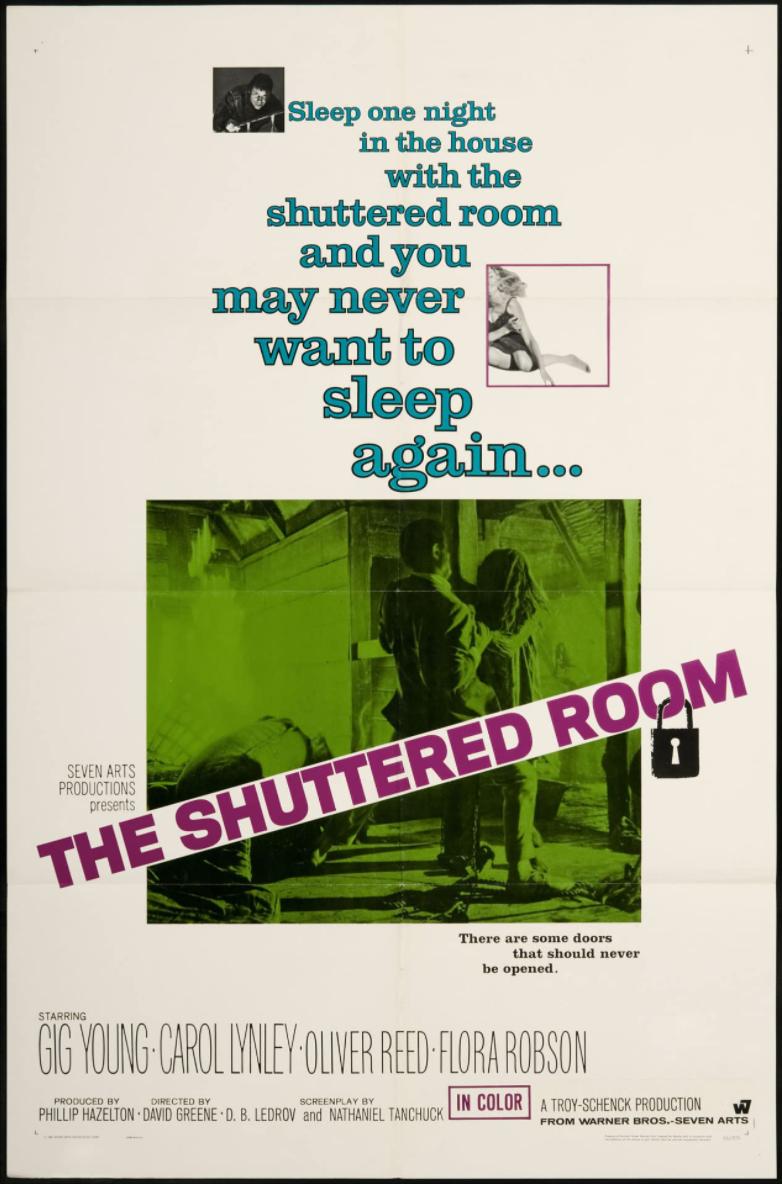 Sleep one night
in the house
with the
shuttered room
and you
may never
want to
sleep
again...
SEVEN ARTS
PRODUCTIONS
presents
THE SHUTTERED ROOM
There are some doors
that should never
be opened.
STARRING
GIG YOUNG · CAROL LYNLEY · OLIVER REED · FLORA ROBSON
PRODUCED BY DIRECTED BY SCREENPLAY BY
PHILLIP HAZELTON · DAVID GREENE · D. B. LEDROV and NATHANIEL TANCHUCK
IN COLOR
A TROY-SCHENCK PRODUCTION
FROM WARNER BROS.-SEVEN ARTS
W7